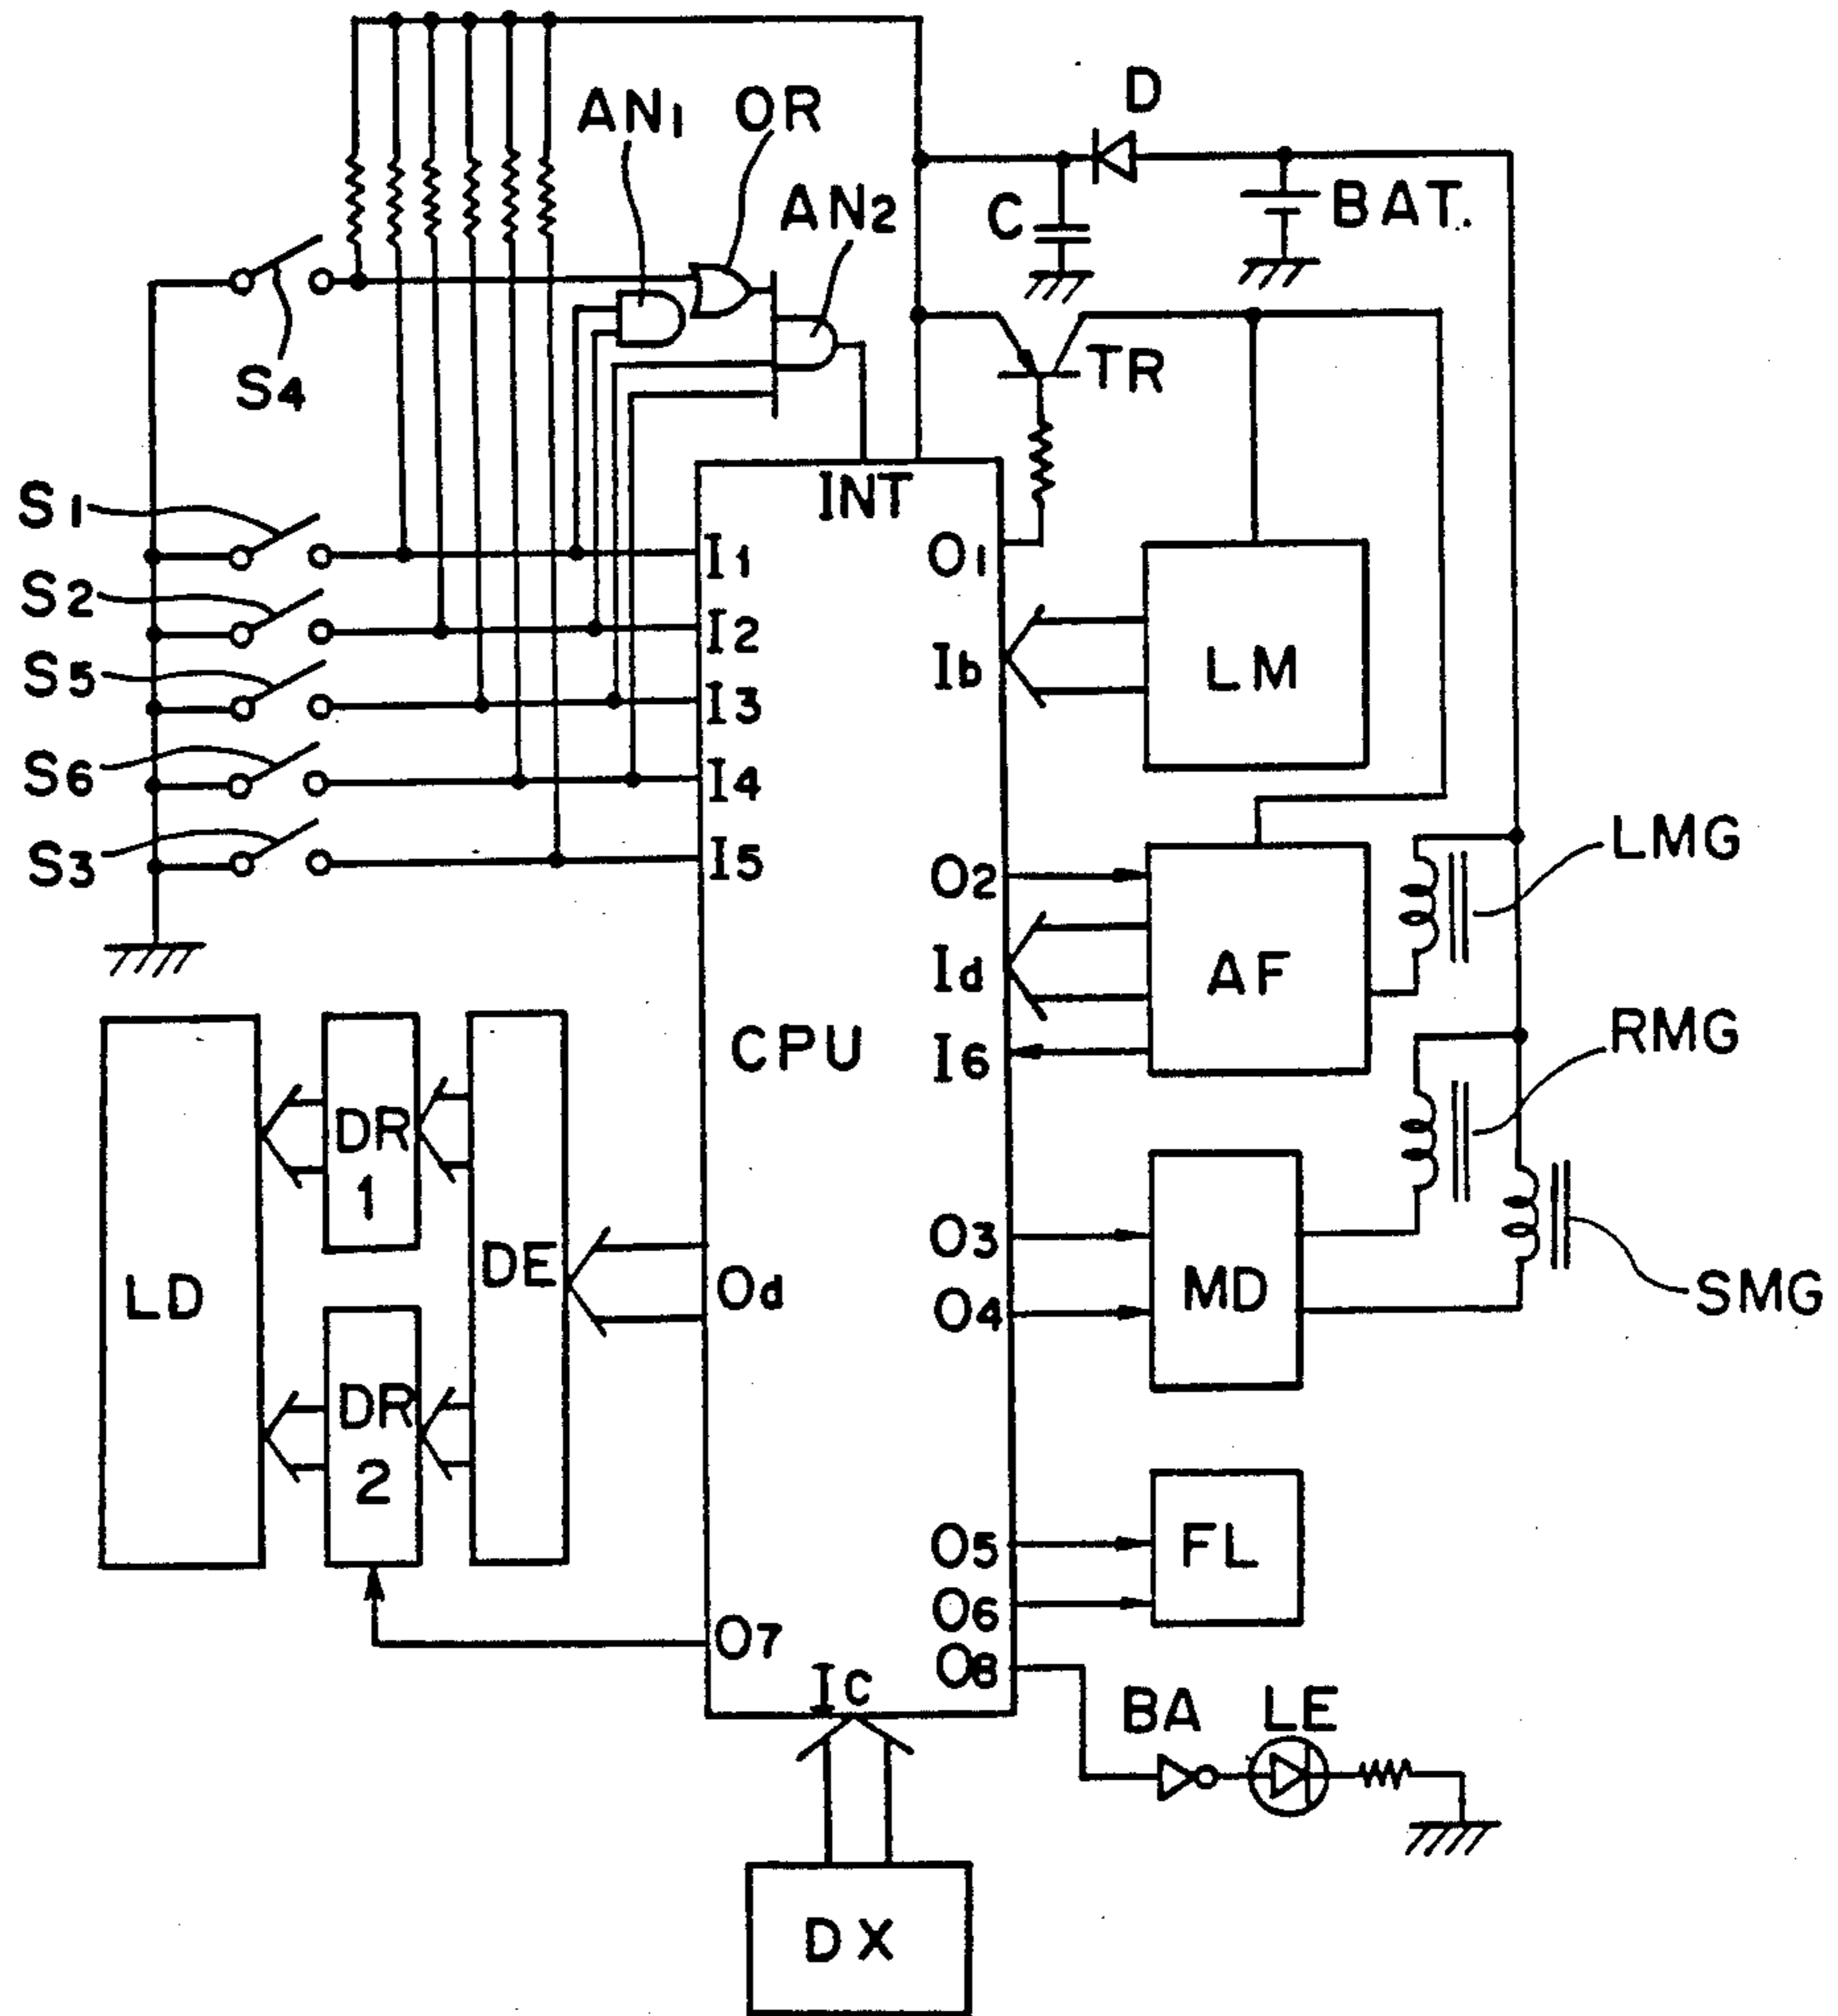 D
AN1 OR
BAT.
AN2
C
TR
S4
INT
S1
I1
O1
S2
I2
Ib
LM
S5
I3
S6
I4
S3
I5
LMG
O2
Id
AF
RMG
I6
CPU
DR
1
O3
DE
LD
Od
MD
SMG
O4
DR
2
O5
FL
O6
O7
O8
Ic
BA LE
DX